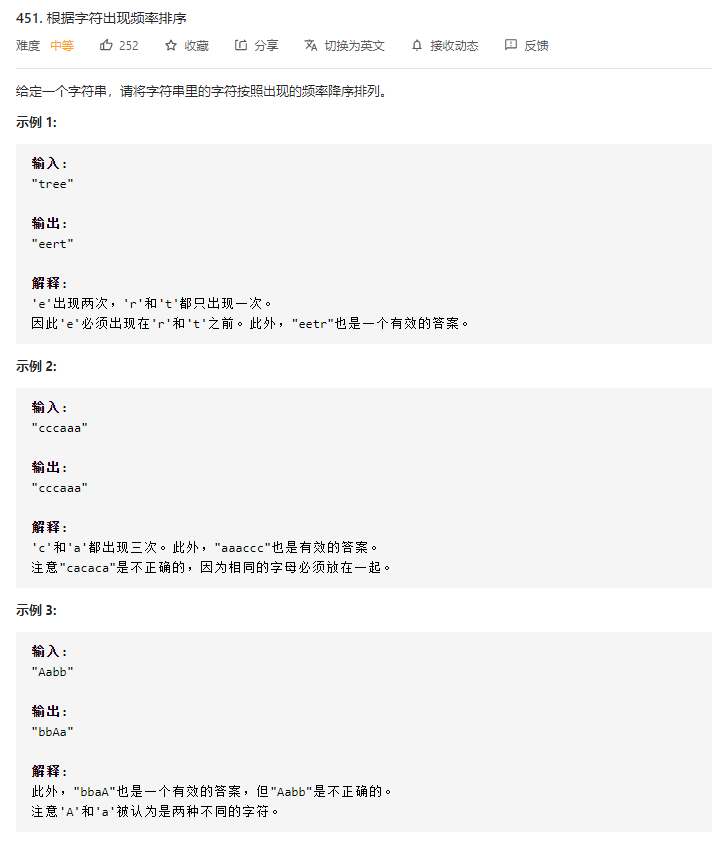 451. 根据字符出现频率排序
难度 中等 252 收藏 分享 切换为英文 接收动态 反馈
给定一个字符串，请将字符串里的字符按照出现的频率降序排列。
示例 1:
输入:
"tree"
输出:
"eert"
解释:
'e'出现两次，'r'和't'都只出现一次。
因此'e'必须出现在'r'和't'之前。此外，"eetr"也是一个有效的答案。
示例 2:
输入:
"cccaaa"
输出:
"cccaaa"
解释:
'c'和'a'都出现三次。此外，"aaaccc"也是有效的答案。
注意"cacaca"是不正确的，因为相同的字母必须放在一起。
示例 3:
输入:
"Aabb"
输出:
"bbAa"
解释:
此外，"bbaA"也是一个有效的答案，但"Aabb"是不正确的。
注意'A'和'a'被认为是两种不同的字符。